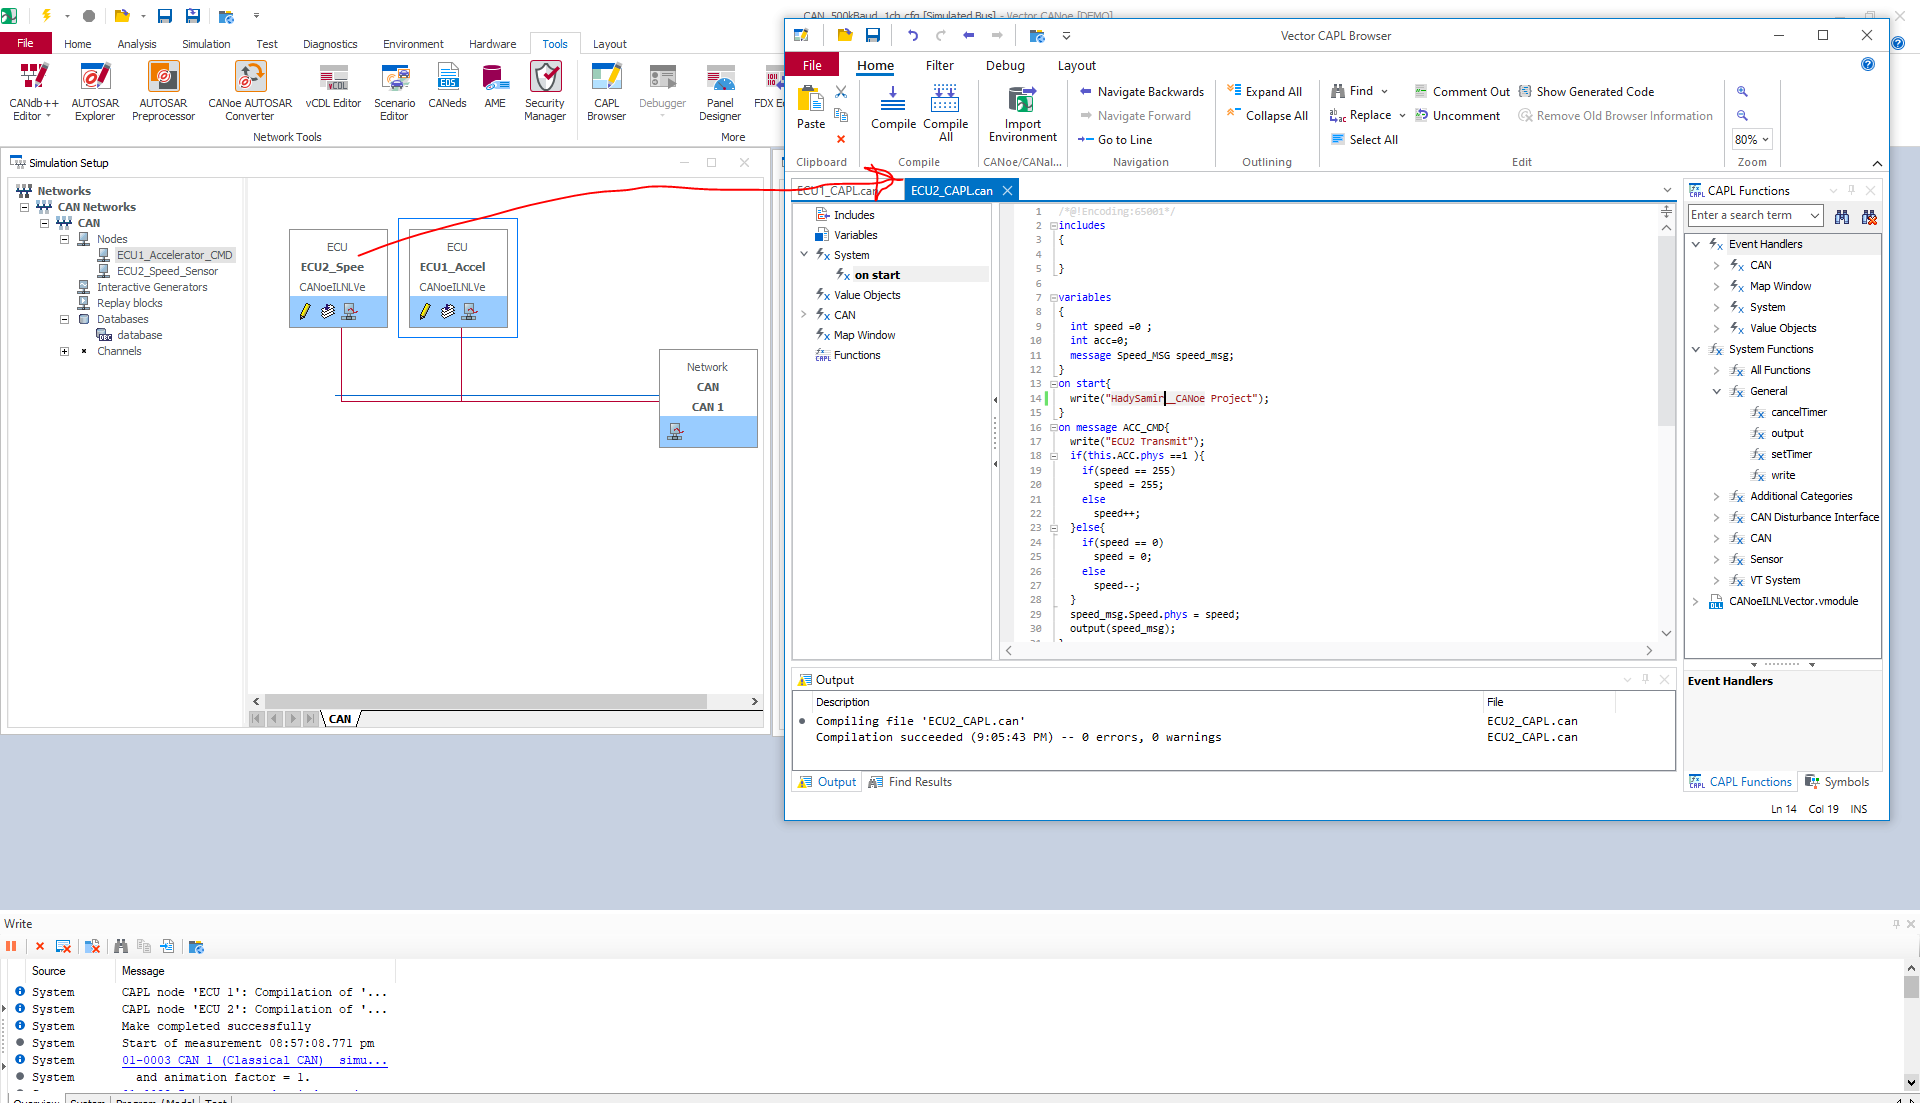 CAN_500kBaud_1ch.cfg [Simulated Bus] - Vector CANoe [DEMO]
File Home Analysis Simulation Test Diagnostics Environment Hardware Tools Layout
CANdb++ Editor
AUTOSAR Explorer
AUTOSAR Preprocessor
CANoe AUTOSAR Converter
vCDL Editor
Scenario Editor
CANeds
AME
Security Manager
CAPL Browser
Debugger
Panel Designer
FDX E
Network Tools
More
Simulation Setup
Networks
CAN Networks
CAN
Nodes
ECU1_Accelerator_CMD
ECU2_Speed_Sensor
Interactive Generators
Replay blocks
Databases
database
Channels
ECU
ECU2_Spee
CANoeILNLVe
ECU
ECU1_Accel
CANoeILNLVe
Network
CAN
CAN 1
CAN
Vector CAPL Browser
File Home Filter Debug Layout
Paste
Clipboard
Compile
Compile All
Compile
Import Environment
CANoe/CANal...
Navigate Backwards
Navigate Forward
Go to Line
Navigation
Expand All
Collapse All
Outlining
Find
Replace
Select All
Comment Out
Uncomment
Show Generated Code
Remove Old Browser Information
Edit
80%
Zoom
ECU1_CAPL.can
ECU2_CAPL.can
Includes
Variables
System
on start
Value Objects
CAN
Map Window
Functions
1 /*@!Encoding:65001*/
2 includes
3 {
4
5 }
6
7 variables
8 {
9 int speed =0 ;
10 int acc=0;
11 message Speed_MSG speed_msg;
12 }
13 on start{
14 write("HadySamir__CANoe Project");
15 }
16 on message ACC_CMD{
17 write("ECU2 Transmit");
18 if(this.ACC.phys ==1 ){
19 if(speed == 255)
20 speed = 255;
21 else
22 speed++;
23 }else{
24 if(speed == 0)
25 speed = 0;
26 else
27 speed--;
28 }
29 speed_msg.Speed.phys = speed;
30 output(speed_msg);
CAPL Functions
Enter a search term
Event Handlers
CAN
Map Window
System
Value Objects
System Functions
All Functions
General
cancelTimer
output
setTimer
write
Additional Categories
CAN Disturbance Interface
CAN
Sensor
VT System
CANoeILNLVector.vmodule
Event Handlers
CAPL Functions Symbols
Output
Description File
Compiling file 'ECU2_CAPL.can' ECU2_CAPL.can
Compilation succeeded (9:05:43 PM) -- 0 errors, 0 warnings ECU2_CAPL.can
Output Find Results
Ln 14 Col 19 INS
Write
Source Message
System CAPL node 'ECU 1': Compilation of '...
System CAPL node 'ECU 2': Compilation of '...
System Make completed successfully
System Start of measurement 08:57:08.771 pm
System 01-0003 CAN 1 (Classical CAN) simu...
System and animation factor = 1.
Overview System Program / Model Test